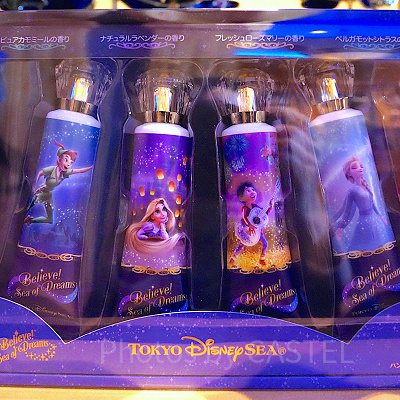 ピュアカモミールの香り
ナチュラルラベンダーの香り
フレッシュローズマリーの香り
ベルガモットシトラスの
Believe!
Sea of Dreams
Believe!
Sea of Dreams
Believe!
Sea of Dreams
Believe!
Sea of Dreams
Believe!
Sea of Dreams
TOKYO DISNEYSEA®
CASTEL
ハン